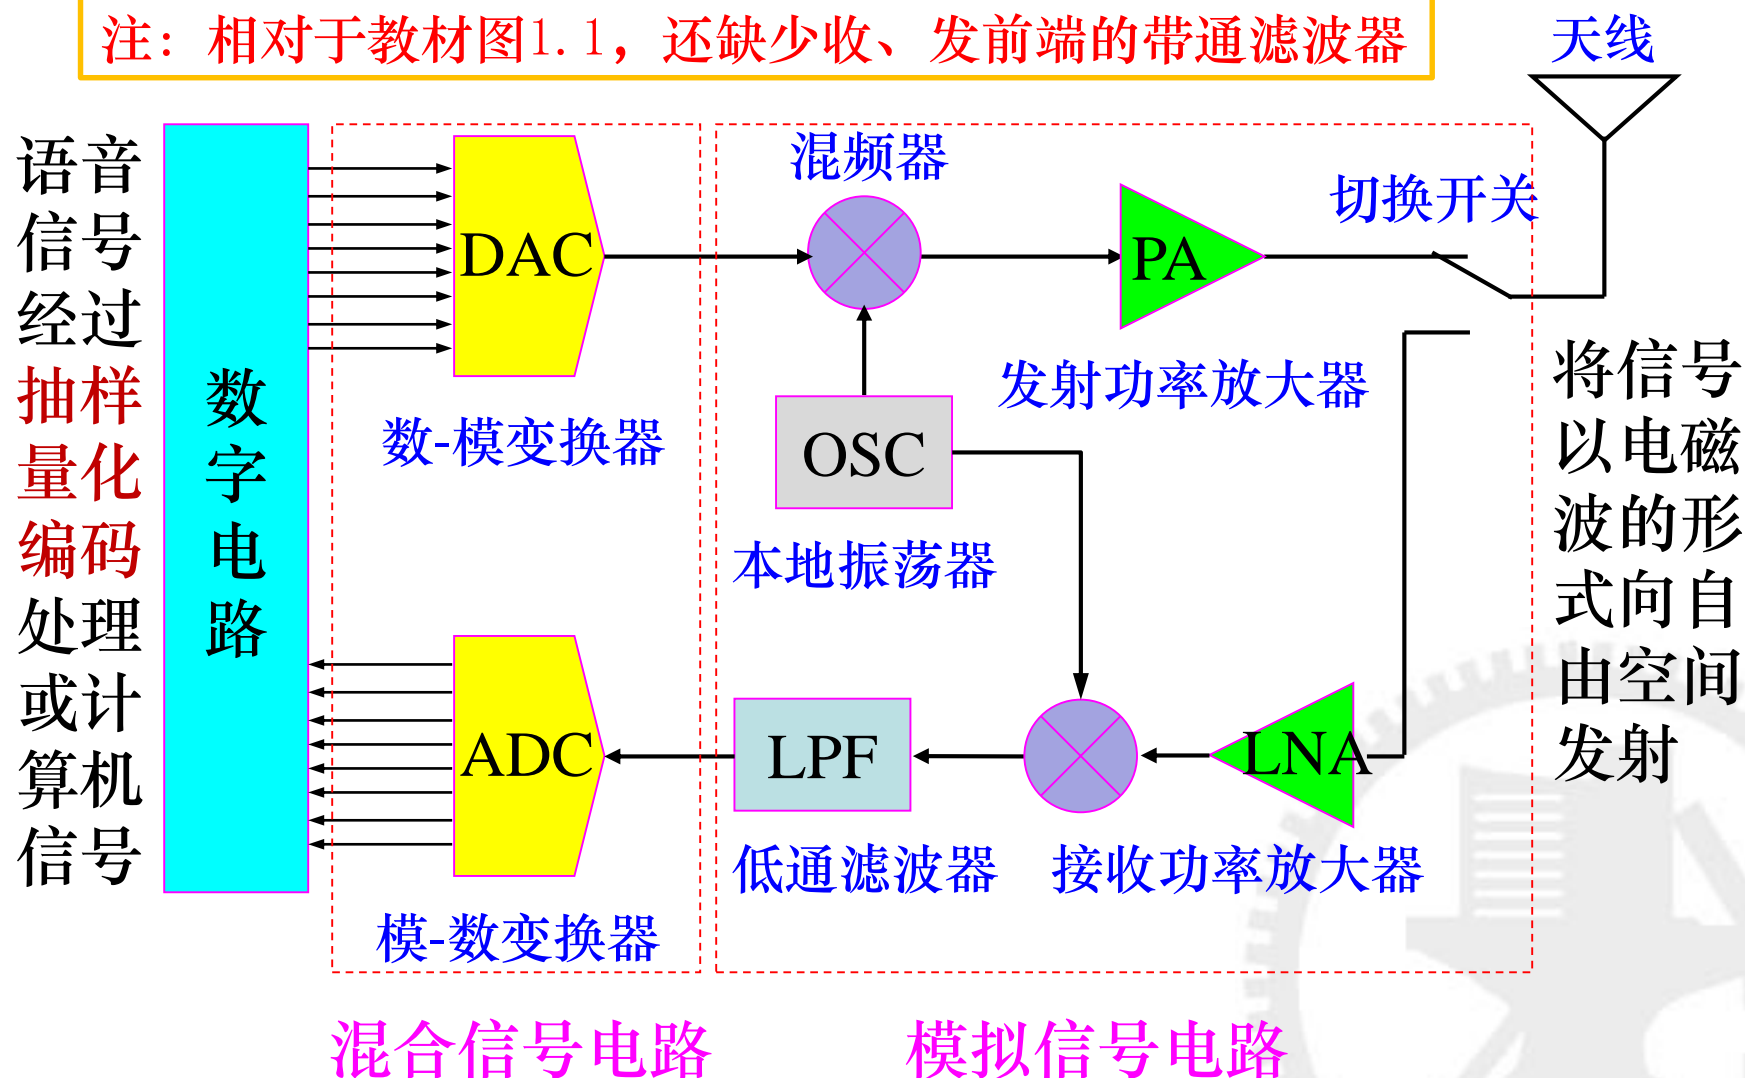 注：相对于教材图1.1，还缺少收、发前端的带通滤波器
天线
语音
信号
经过
抽样
量化
编码
处理
或计
算机
信号
数
字
电
路
DAC
数-模变换器
混频器
PA
切换开关
发射功率放大器
OSC
本地振荡器
ADC
模-数变换器
LPF
低通滤波器
LNA
接收功率放大器
将信号
以电磁
波的形
式向自
由空间
发射
混合信号电路
模拟信号电路